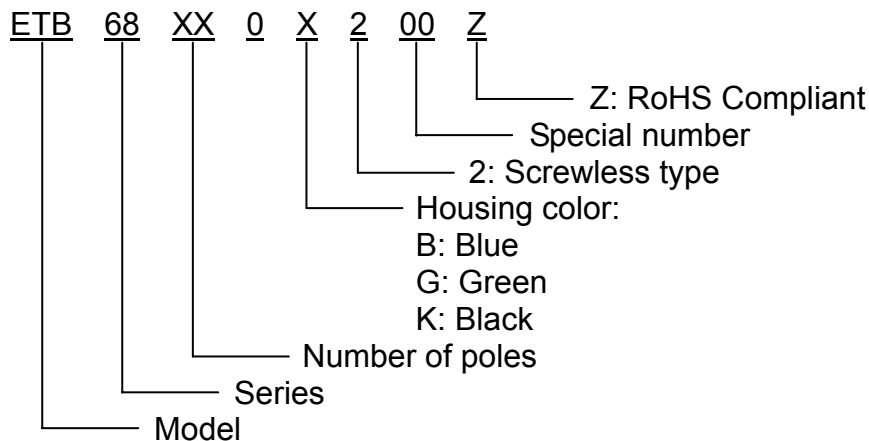 ETB 68 XX 0 X 2 00 Z
Z: RoHS Compliant
Special number
2: Screwless type
Housing color:
B: Blue
G: Green
K: Black
Number of poles
Series
Model